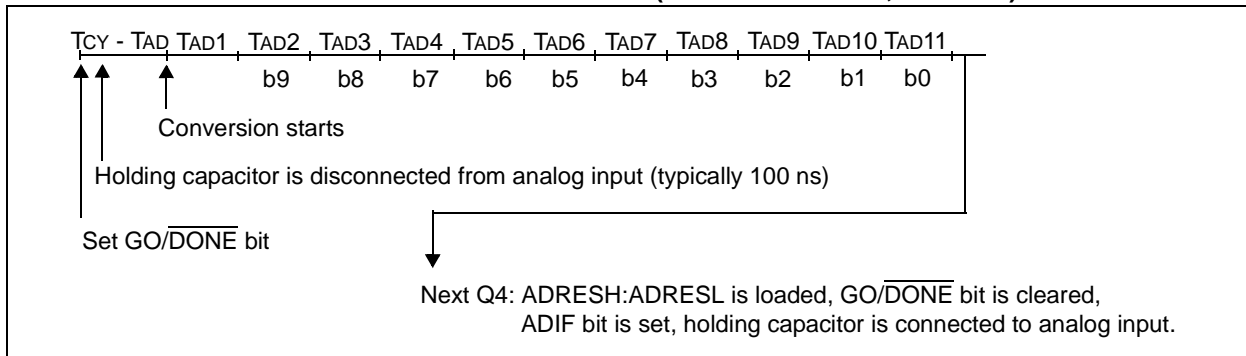 TCY - TAD TAD1 TAD2 TAD3 TAD4 TAD5 TAD6 TAD7 TAD8 TAD9 TAD10 TAD11
b9 b8 b7 b6 b5 b4 b3 b2 b1 b0
Conversion starts
Holding capacitor is disconnected from analog input (typically 100 ns)
Set GO/DONE bit
Next Q4: ADRESH:ADRESL is loaded, GO/DONE bit is cleared,
ADIF bit is set, holding capacitor is connected to analog input.